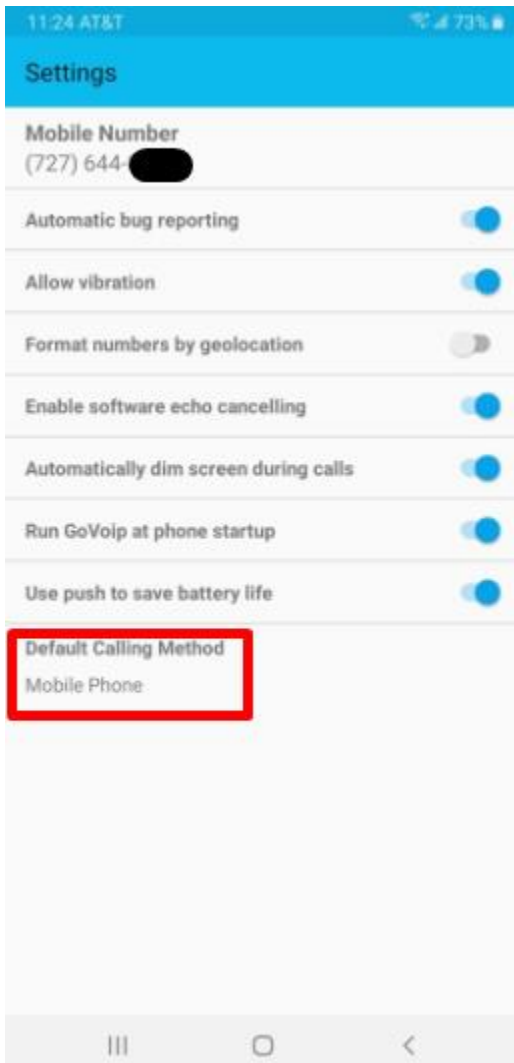 11:24 AT&T 73%
Settings
Mobile Number
(727) 644-
Automatic bug reporting
Allow vibration
Format numbers by geolocation
Enable software echo cancelling
Automatically dim screen during calls
Run GoVoip at phone startup
Use push to save battery life
Default Calling Method
Mobile Phone